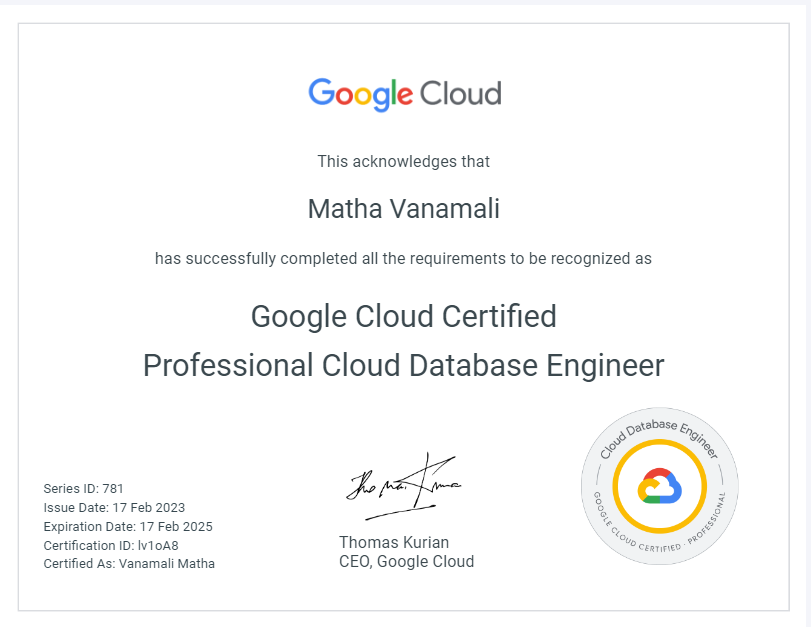 Google Cloud
This acknowledges that
Matha Vanamali
has successfully completed all the requirements to be recognized as
Google Cloud Certified
Professional Cloud Database Engineer
Series ID: 781
Issue Date: 17 Feb 2023
Expiration Date: 17 Feb 2025
Certification ID: lv1oA8
Certified As: Vanamali Matha
Thomas Kurian
CEO, Google Cloud
Cloud Database Engineer
GOOGLE CLOUD CERTIFIED · PROFESSIONAL